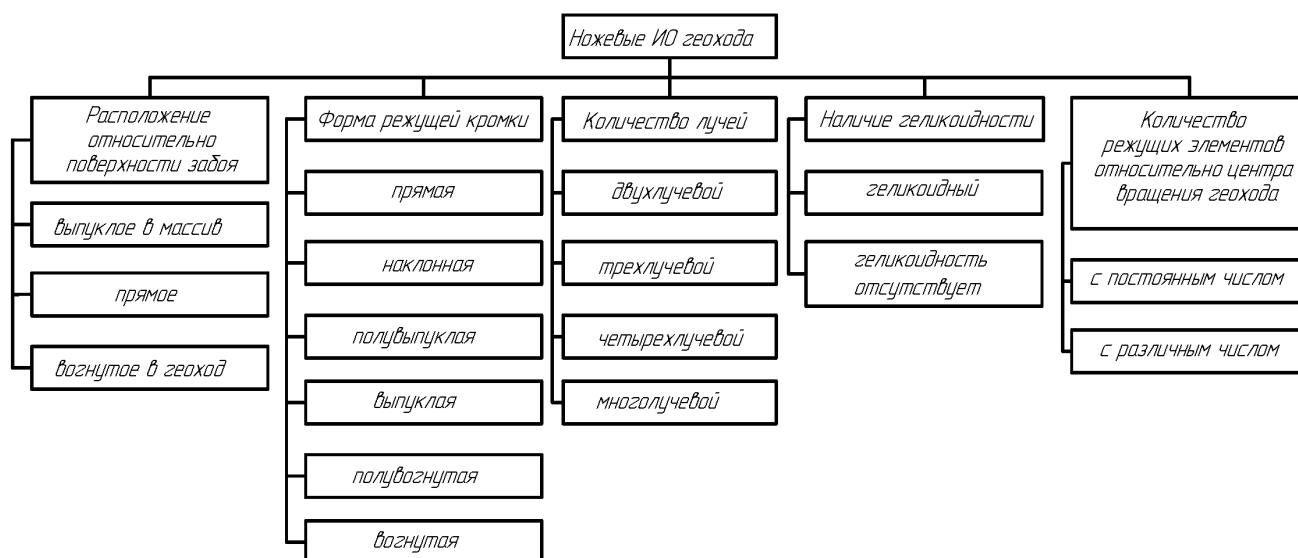 Ножевые ИО геохода
Расположение
относительно
поверхности забоя
выпуклое в массив
прямое
вогнутое в геоход
Форма режущей кромки
прямая
наклонная
полувыпуклая
выпуклая
полувогнутая
вогнутая
Количество лучей
двухлучевой
трехлучевой
четырехлучевой
многолучевой
Наличие геликоидности
геликоидный
геликоидность
отсутствует
Количество
режущих элементов
относительно центра
вращения геохода
с постоянным числом
с различным числом